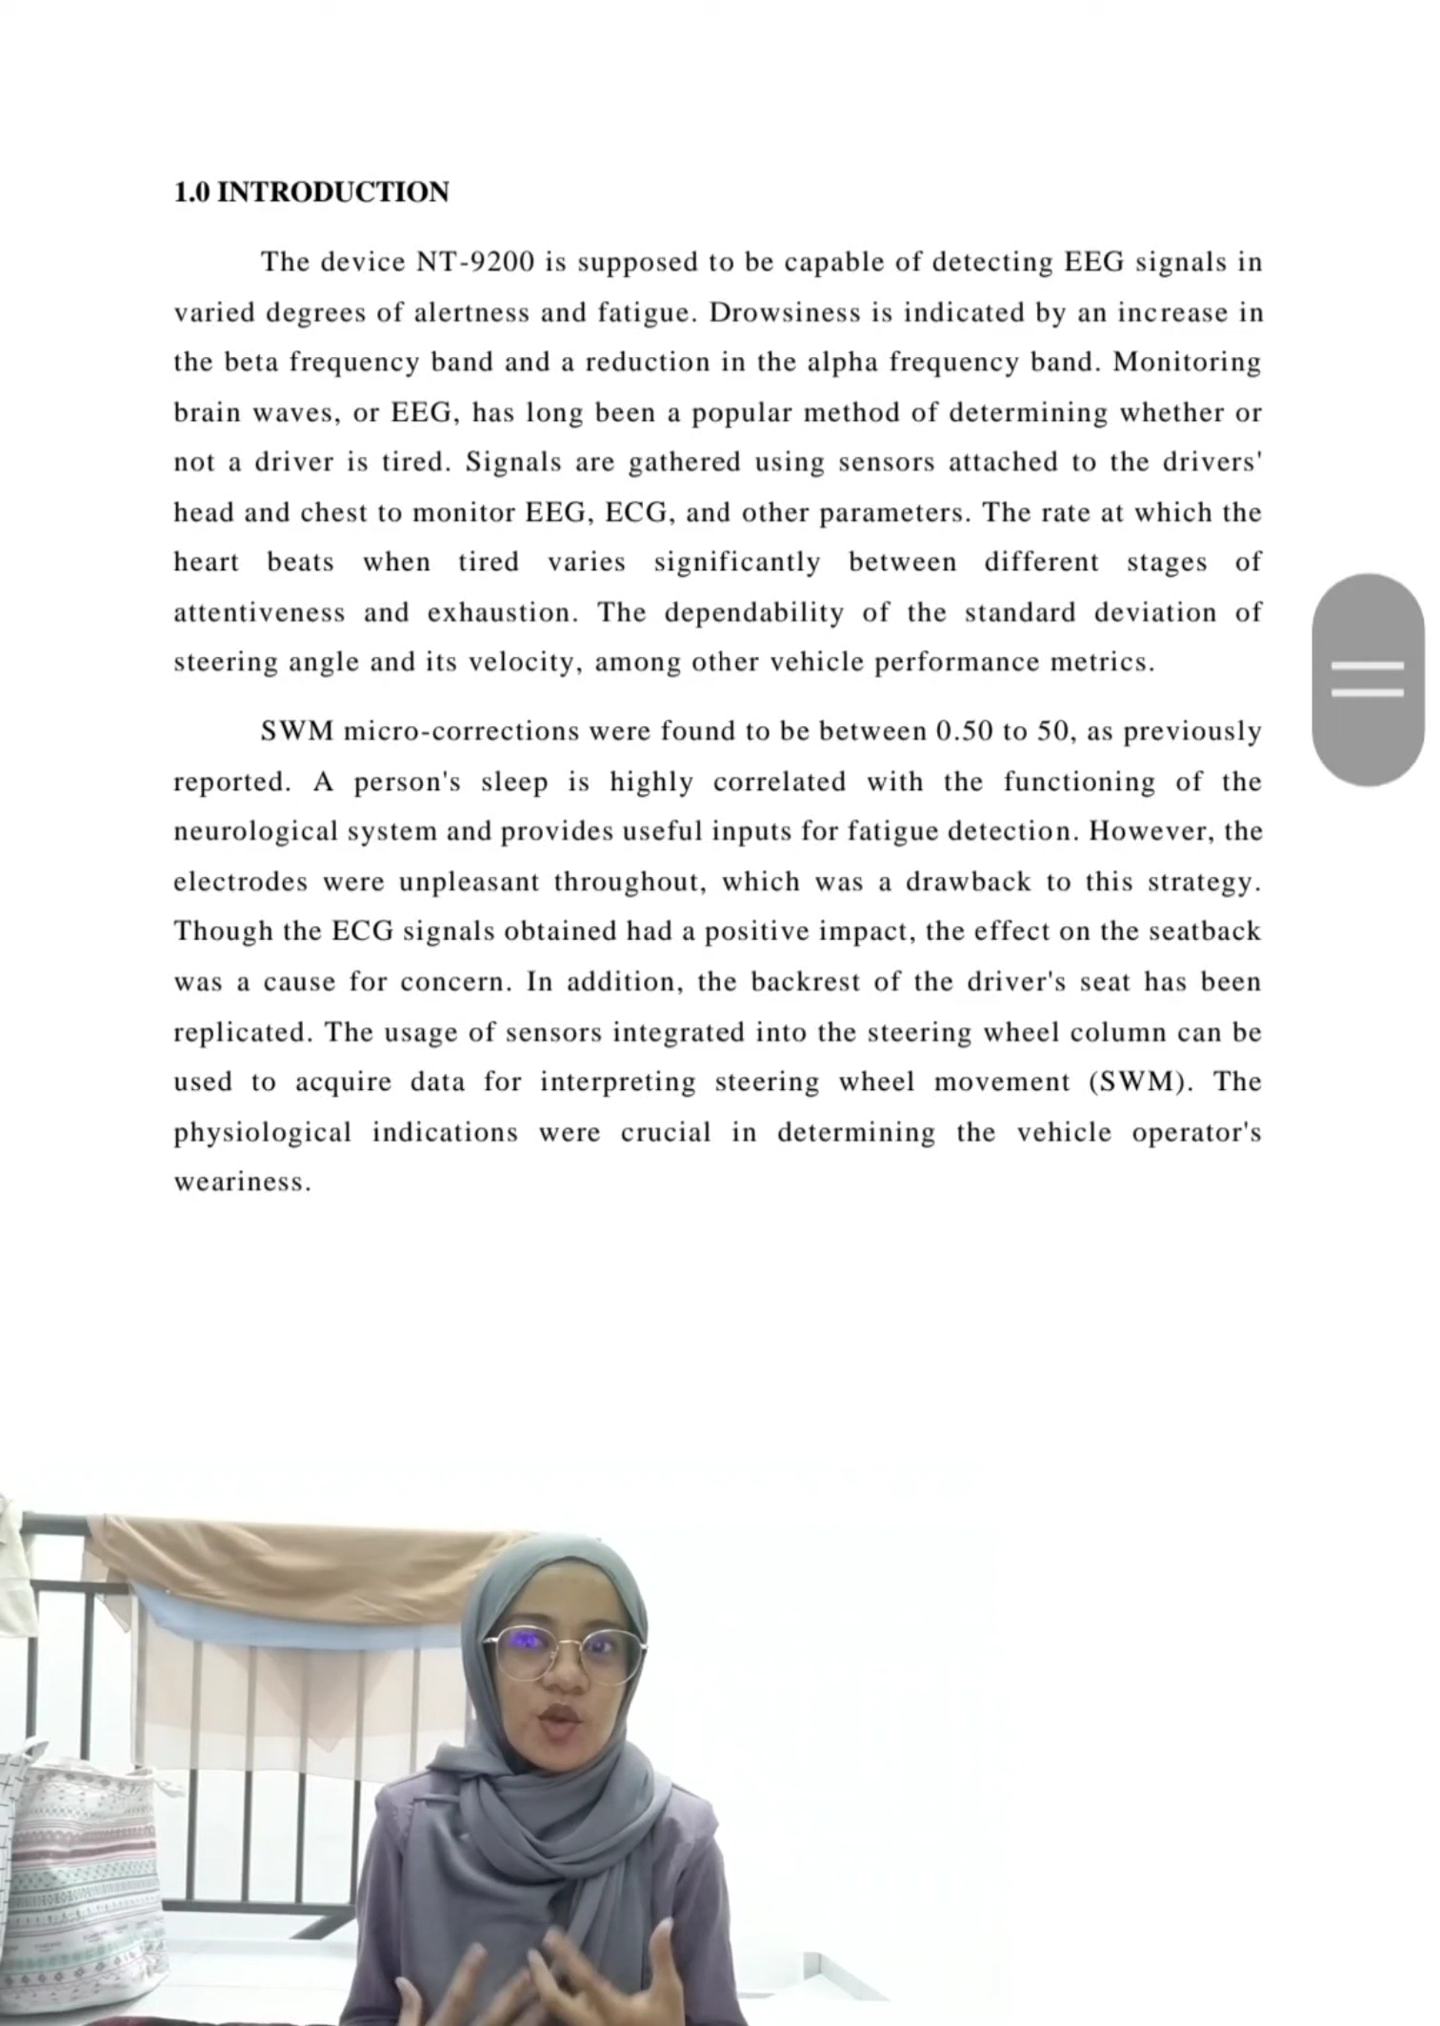 1.0 INTRODUCTION
The device NT-9200 is supposed to be capable of detecting EEG signals in
varied degrees of alertness and fatigue. Drowsiness is indicated by an increase in
the beta frequency band and a reduction in the alpha frequency band. Monitoring
brain waves, or EEG, has long been a popular method of determining whether or
not a driver is tired. Signals are gathered using sensors attached to the drivers'
head and chest to monitor EEG, ECG, and other parameters. The rate at which the
heart beats when tired varies significantly between different stages of
attentiveness and exhaustion. The dependability of the standard deviation of
steering angle and its velocity, among other vehicle performance metrics.
SWM micro-corrections were found to be between 0.50 to 50, as previously
reported. A person's sleep is highly correlated with the functioning of the
neurological system and provides useful inputs for fatigue detection. However, the
electrodes were unpleasant throughout, which was a drawback to this strategy.
Though the ECG signals obtained had a positive impact, the effect on the seatback
was a cause for concern. In addition, the backrest of the driver's seat has been
replicated. The usage of sensors integrated into the steering wheel column can be
used to acquire data for interpreting steering wheel movement (SWM). The
physiological indications were crucial in determining the vehicle operator's
weariness.